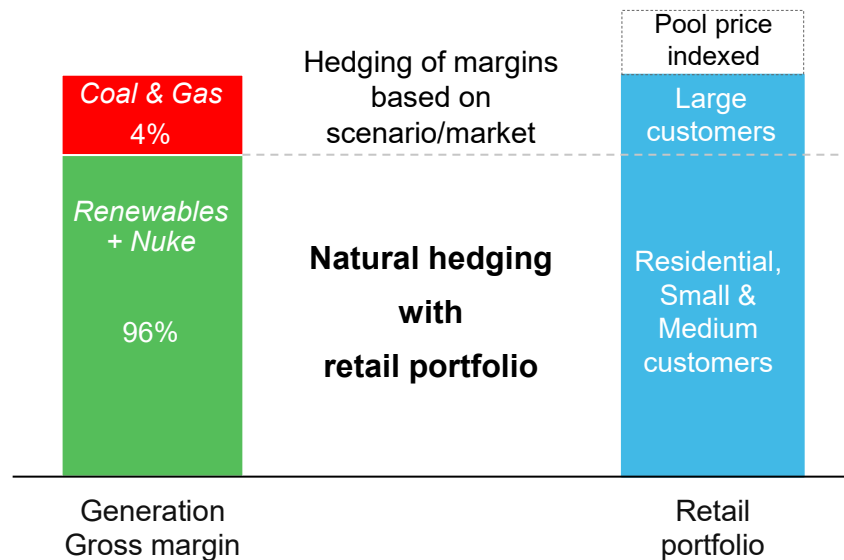 Coal & Gas
4%
Renewables
+ Nuke
96%
Generation
Gross margin
Hedging of margins
based on
scenario/market
Natural hedging
with
retail portfolio
Pool price
indexed
Large
customers
Residential,
Small &
Medium
customers
Retail
portfolio